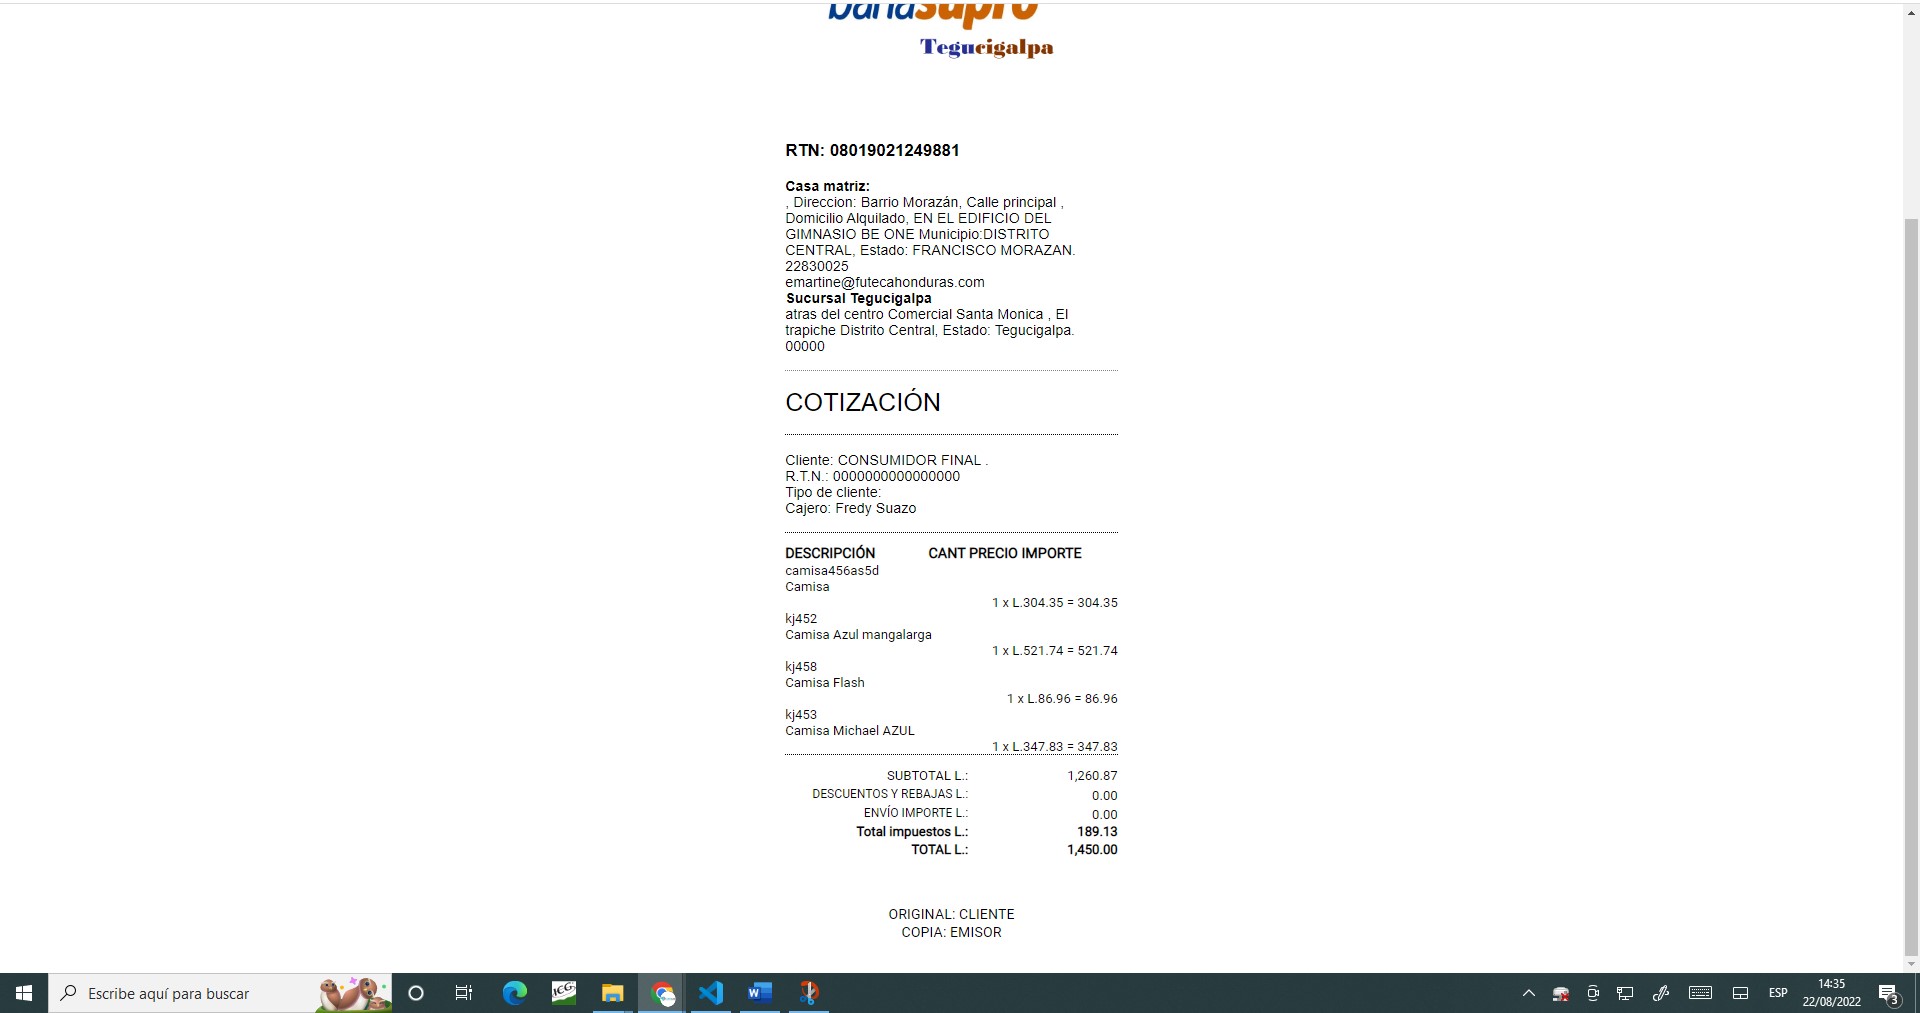 banasupro
Tegucigalpa
RTN: 08019021249881
Casa matriz:
, Direccion: Barrio Morazán, Calle principal ,
Domicilio Alquilado, EN EL EDIFICIO DEL
GIMNASIO BE ONE Municipio:DISTRITO
CENTRAL, Estado: FRANCISCO MORAZAN.
22830025
emartine@futecahonduras.com
Sucursal Tegucigalpa
atras del centro Comercial Santa Monica , El
trapiche Distrito Central, Estado: Tegucigalpa.
00000
COTIZACIÓN
Cliente: CONSUMIDOR FINAL .
R.T.N.: 0000000000000000
Tipo de cliente:
Cajero: Fredy Suazo
DESCRIPCIÓN CANT PRECIO IMPORTE
camisa456as5d
Camisa
1 x L.304.35 = 304.35
kj452
Camisa Azul mangalarga
1 x L.521.74 = 521.74
kj458
Camisa Flash
1 x L.86.96 = 86.96
kj453
Camisa Michael AZUL
1 x L.347.83 = 347.83
SUBTOTAL L.: 1,260.87
DESCUENTOS Y REBAJAS L.: 0.00
ENVÍO IMPORTE L.: 0.00
Total impuestos L.: 189.13
TOTAL L.: 1,450.00
ORIGINAL: CLIENTE
COPIA: EMISOR
Escribe aquí para buscar
ICG
W
ESP
14:35
22/08/2022
3